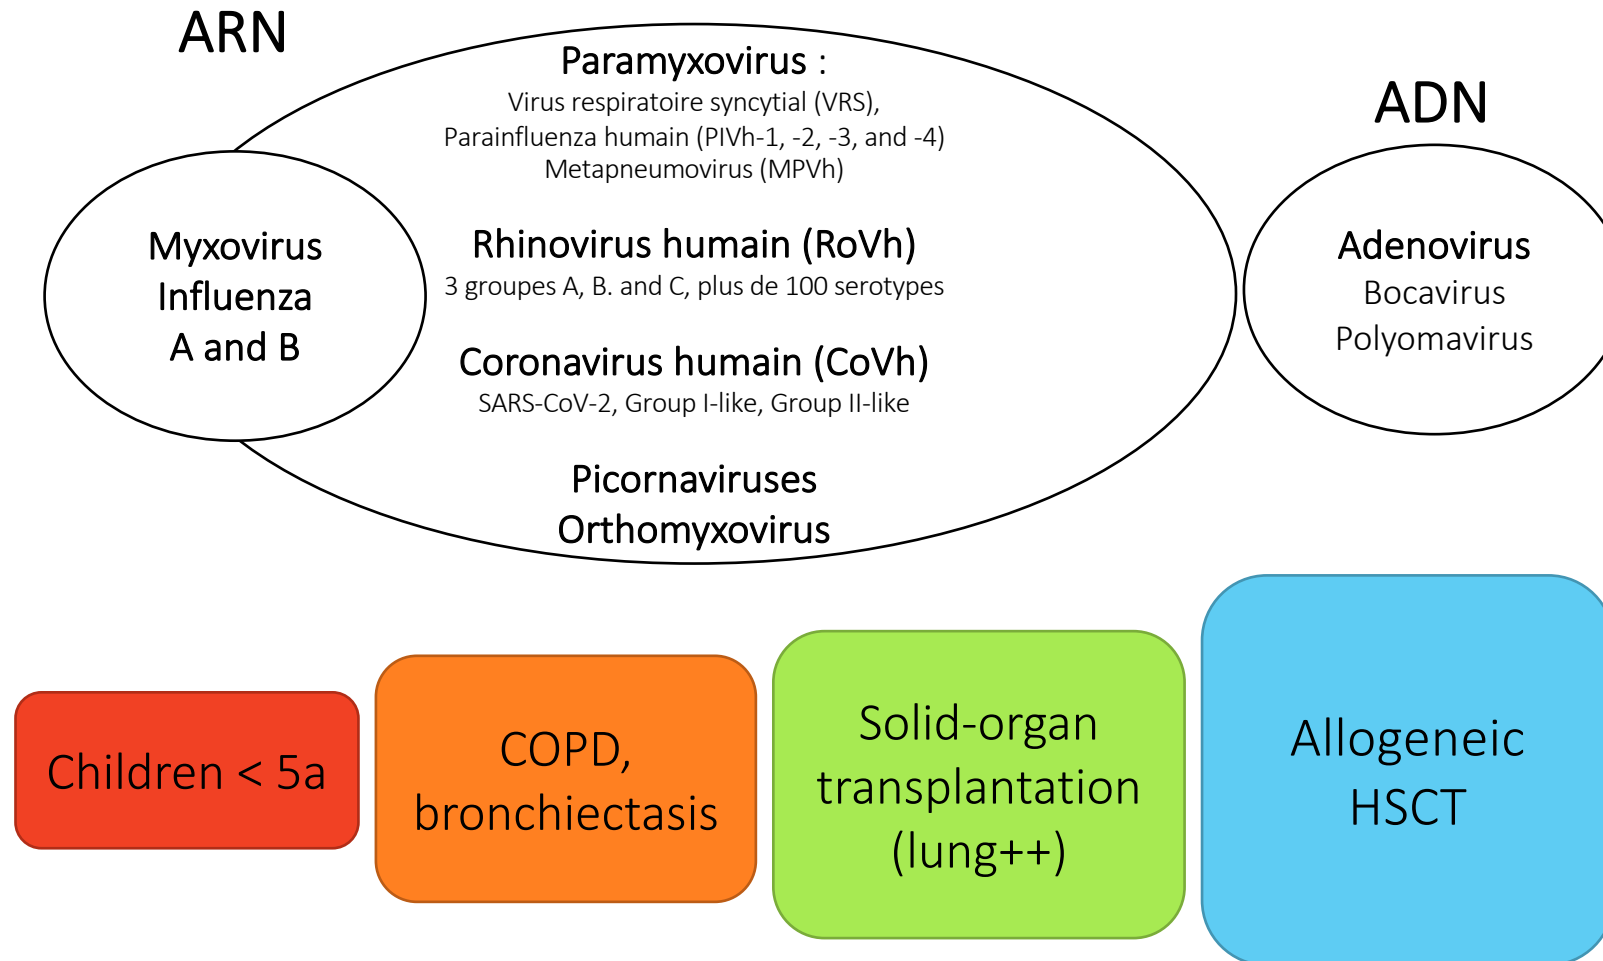 ARN
Paramyxovirus :
Virus respiratoire syncytial (VRS),
Parainfluenza humain (PIVh-1, -2, -3, and -4)
Metapneumovirus (MPVh)
ADN
Myxovirus
Influenza
A and B
Rhinovirus humain (RoVh)
3 groupes A, B. and C, plus de 100 serotypes
Coronavirus humain (CoVh)
SARS-CoV-2, Group I-like, Group II-like
Picornaviruses
Orthomyxovirus
Adenovirus
Bocavirus
Polyomavirus
Children < 5a
COPD,
bronchiectasis
Solid-organ
transplantation
(lung++)
Allogeneic
HSCT